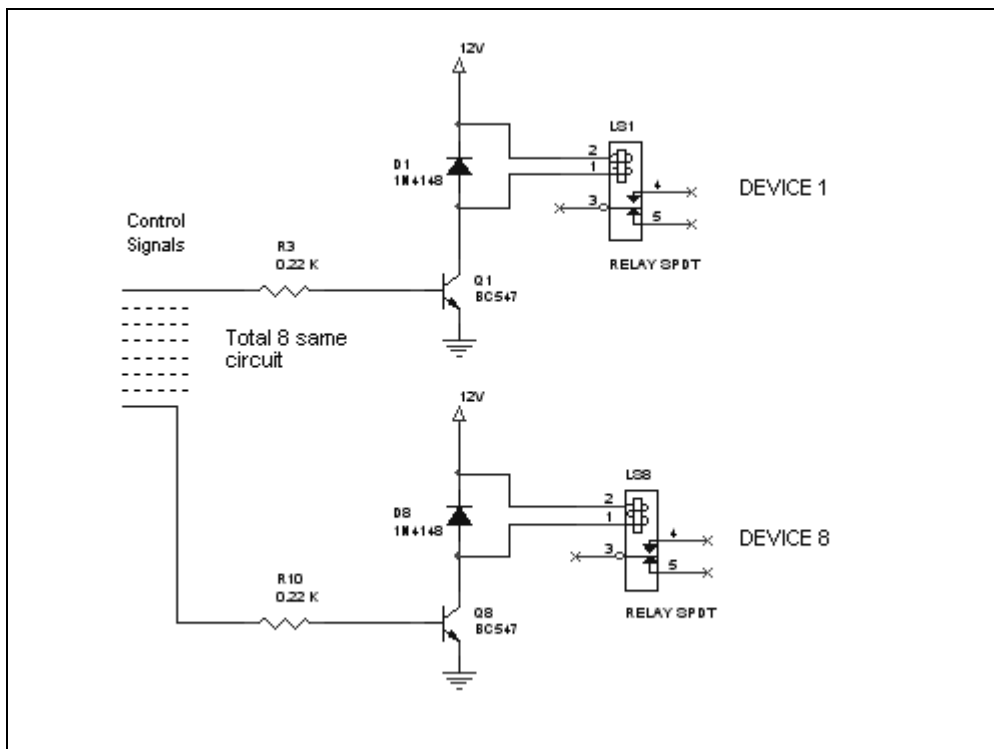 12V
LS1
2
D1
1
1N4148
4
DEVICE 1
3
5
Control
Signals
R3
0.22 K
RELAY SPDT
Q1
BC547
Total 8 same
circuit
12V
LS8
2
D8
1
1N4148
4
DEVICE 8
3
5
R10
0.22 K
RELAY SPDT
Q8
BC547